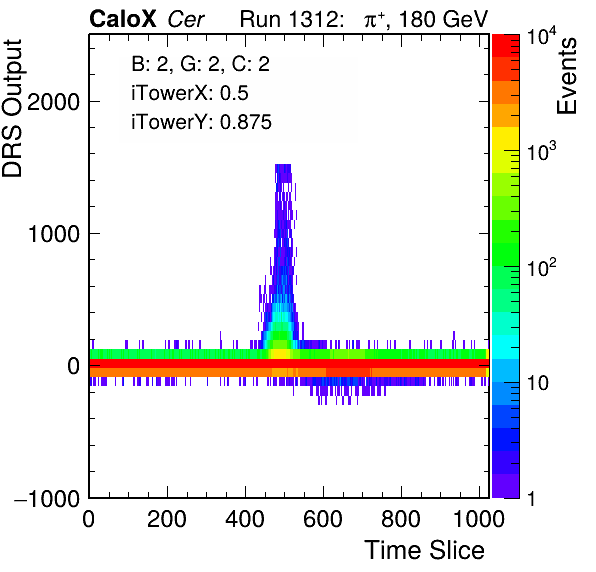 CaloX Cer Run 1312: π⁺, 180 GeV
B: 2, G: 2, C: 2
iTowerX: 0.5
iTowerY: 0.875
DRS Output
2000
1000
0
−1000
0 200 400 600 800 1000
Time Slice
Events
10⁴
10³
10²
10
1